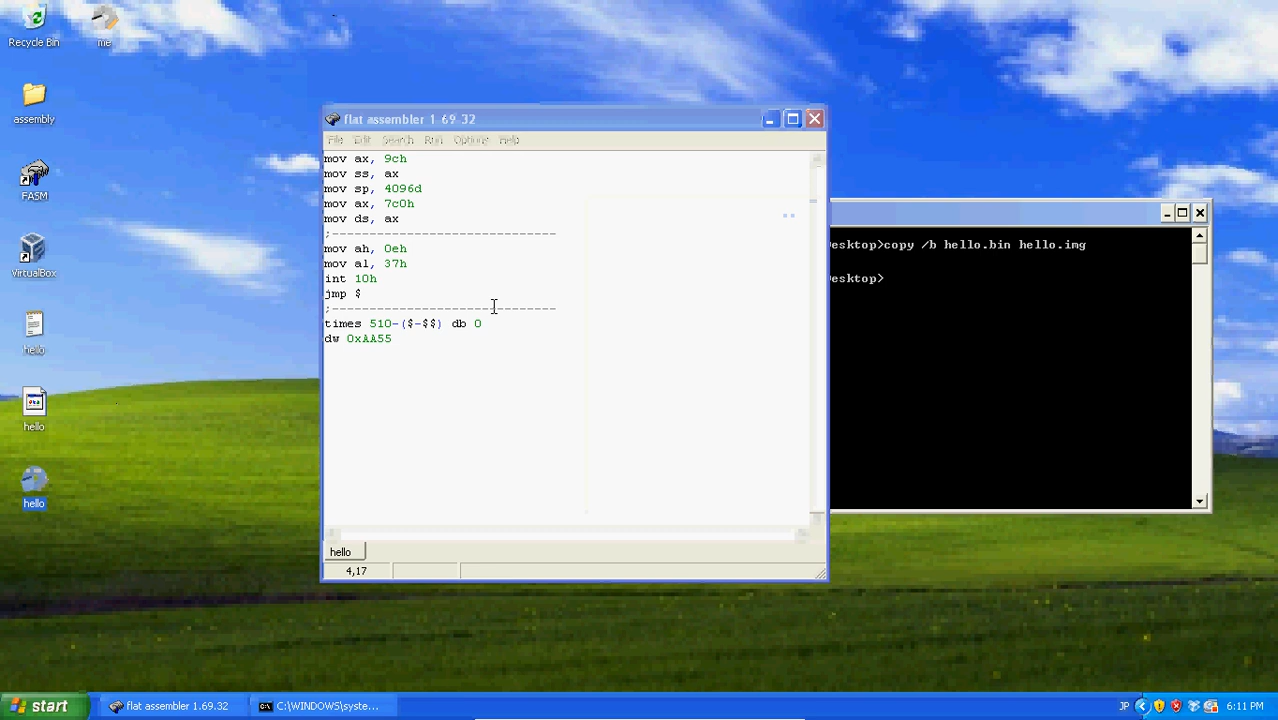 Recycle Bin
me
assembly
FASM
VirtualBox
hello
hello
hello
flat assembler 1.69.32
File Edit Search Run Options Help
mov ax, 9ch
mov ss, ax
mov sp, 4096d
mov ax, 7c0h
mov ds, ax
;-------------------------------
mov ah, 0eh
mov al, 37h
int 10h
jmp $
;-------------------------------
times 510-($-$$) db 0
dw 0xAA55
hello
4,17
esktop>copy /b hello.bin hello.img
esktop>
start
flat assembler 1.69.32
C:\WINDOWS\syste...
JP
6:11 PM